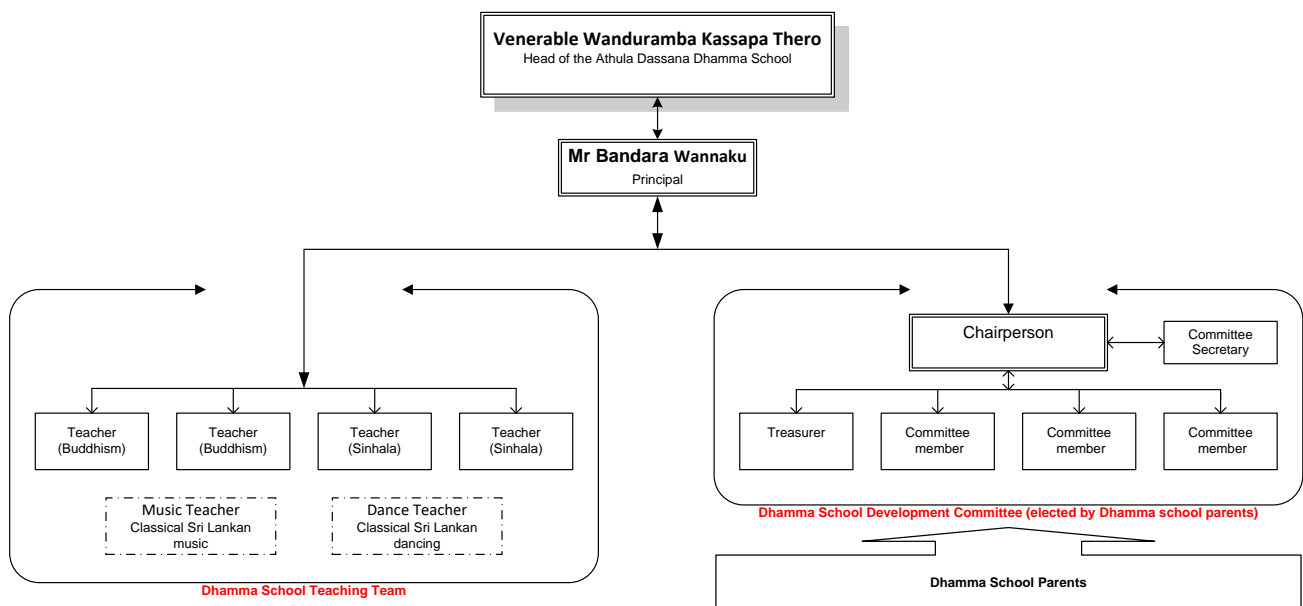 Venerable Wanduramba Kassapa Thero
Head of the Athula Dassana Dhamma School
Mr Bandara Wannaku
Principal
Chairperson
Committee
Secretary
Teacher
(Buddhism)
Teacher
(Buddhism)
Teacher
(Sinhala)
Teacher
(Sinhala)
Treasurer
Committee
member
Committee
member
Committee
member
Music Teacher
Classical Sri Lankan
music
Dance Teacher
Classical Sri Lankan
dancing
Dhamma School Teaching Team
Dhamma School Development Committee (elected by Dhamma school parents)
Dhamma School Parents